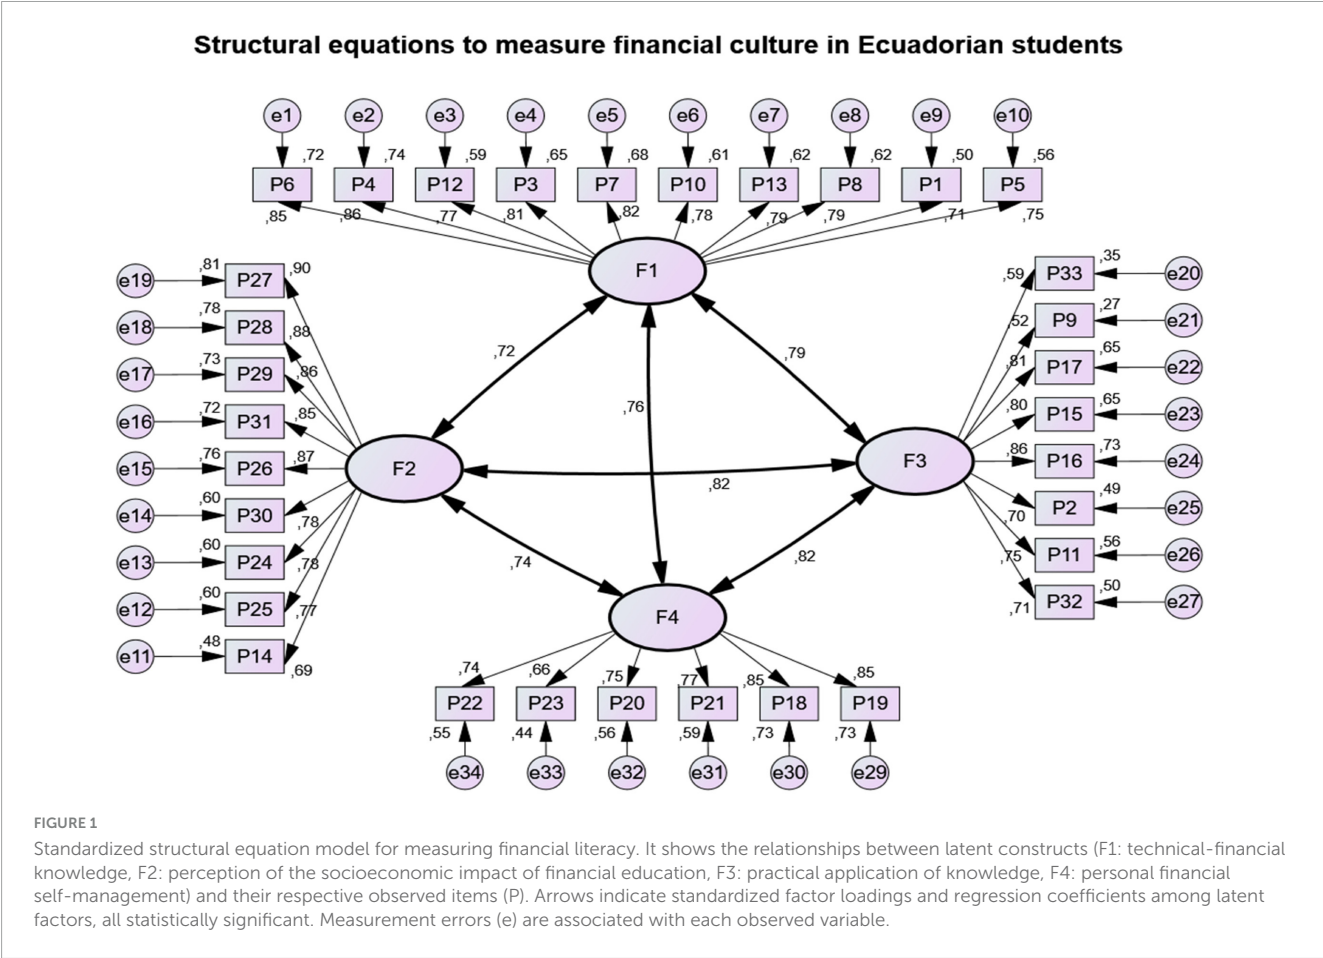 Structural equations to measure financial culture in Ecuadorian students
e1 e2 e3 e4 e5 e6 e7 e8 e9 e10
,72 ,74 ,59 ,65 ,68 ,61 ,62 ,62 ,50 ,56
P6 P4 P12 P3 P7 P10 P13 P8 P1 P5
,85 ,86 ,77 ,81 ,82 ,78 ,79 ,79 ,71 ,75
F1
e19 ,81 P27 ,90
e18 ,78 P28 ,88
e17 ,73 P29 ,86
e16 ,72 P31 ,85
e15 ,76 P26 ,87
e14 ,60 P30 ,78
e13 ,60 P24 ,78
e12 ,60 P25 ,77
e11 ,48 P14 ,69
F2
,72 ,79
,76
,82
,74 ,82
F3
,59 P33 ,35 e20
,52 P9 ,27 e21
,81 P17 ,65 e22
,80 P15 ,65 e23
,86 P16 ,73 e24
,70 P2 ,49 e25
,75 P11 ,56 e26
,71 P32 ,50 e27
F4
,74 ,66 ,75 ,77 ,85 ,85
P22 P23 P20 P21 P18 P19
,55 ,44 ,56 ,59 ,73 ,73
e34 e33 e32 e31 e30 e29
FIGURE 1
Standardized structural equation model for measuring financial literacy. It shows the relationships between latent constructs (F1: technical-financial
knowledge, F2: perception of the socioeconomic impact of financial education, F3: practical application of knowledge, F4: personal financial
self-management) and their respective observed items (P). Arrows indicate standardized factor loadings and regression coefficients among latent
factors, all statistically significant. Measurement errors (e) are associated with each observed variable.